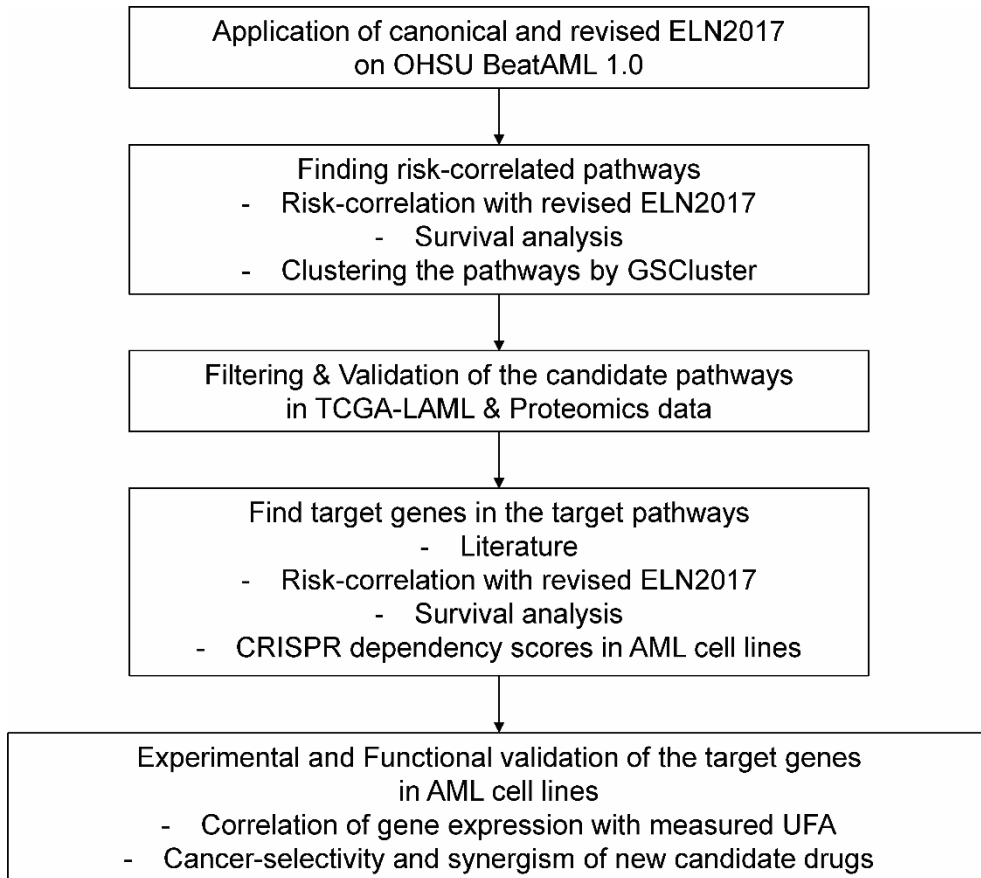 Application of canonical and revised ELN2017
on OHSU BeatAML 1.0
Finding risk-correlated pathways
- Risk-correlation with revised ELN2017
- Survival analysis
- Clustering the pathways by GSCluster
Filtering & Validation of the candidate pathways
in TCGA-LAML & Proteomics data
Find target genes in the target pathways
- Literature
- Risk-correlation with revised ELN2017
- Survival analysis
- CRISPR dependency scores in AML cell lines
Experimental and Functional validation of the target genes
in AML cell lines
- Correlation of gene expression with measured UFA
- Cancer-selectivity and synergism of new candidate drugs